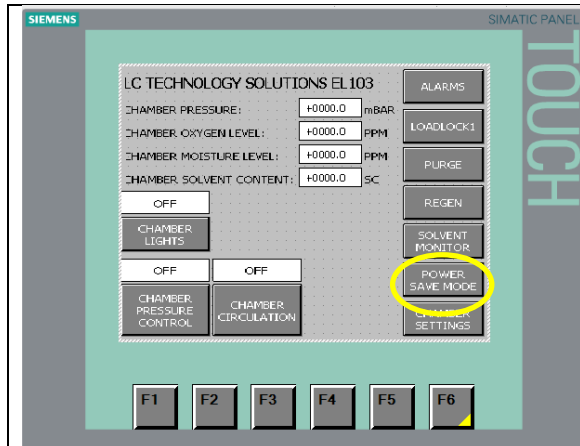 SIEMENS
SIMATIC PANEL
TOUCH
LC TECHNOLOGY SOLUTIONS EL103
CHAMBER PRESSURE: +0000.0 mBAR
CHAMBER OXYGEN LEVEL: +0000.0 PPM
CHAMBER MOISTURE LEVEL: +0000.0 PPM
CHAMBER SOLVENT CONTENT: +0000.0 SC
OFF
CHAMBER
LIGHTS
OFF
OFF
CHAMBER
PRESSURE
CONTROL
CHAMBER
CIRCULATION
ALARMS
LOADLOCK1
PURGE
REGEN
SOLVENT
MONITOR
POWER
SAVE MODE
CHAMBER
SETTINGS
F1
F2
F3
F4
F5
F6